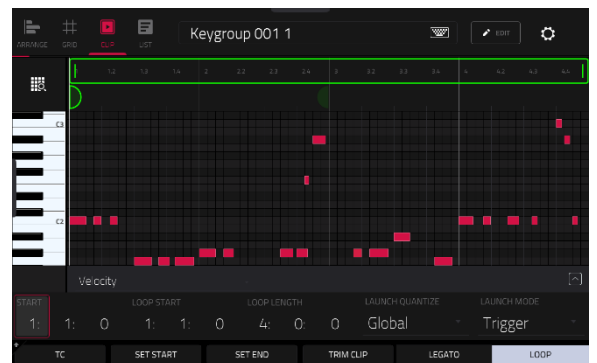 Keygroup 001 1
EDIT
ARRANGE GRID CLIP LIST
1.2 1.3 1.4 2 2.2 2.3 2.4 3 3.2 3.3 3.4 4 4.2 4.3 4.4
C3
C2
Velocity
START LOOP START LOOP LENGTH LAUNCH QUANTIZE LAUNCH MODE
1: 1: 0 1: 1: 0 4: 0: 0 Global Trigger
TC SET START SET END TRIM CLIP LEGATO LOOP